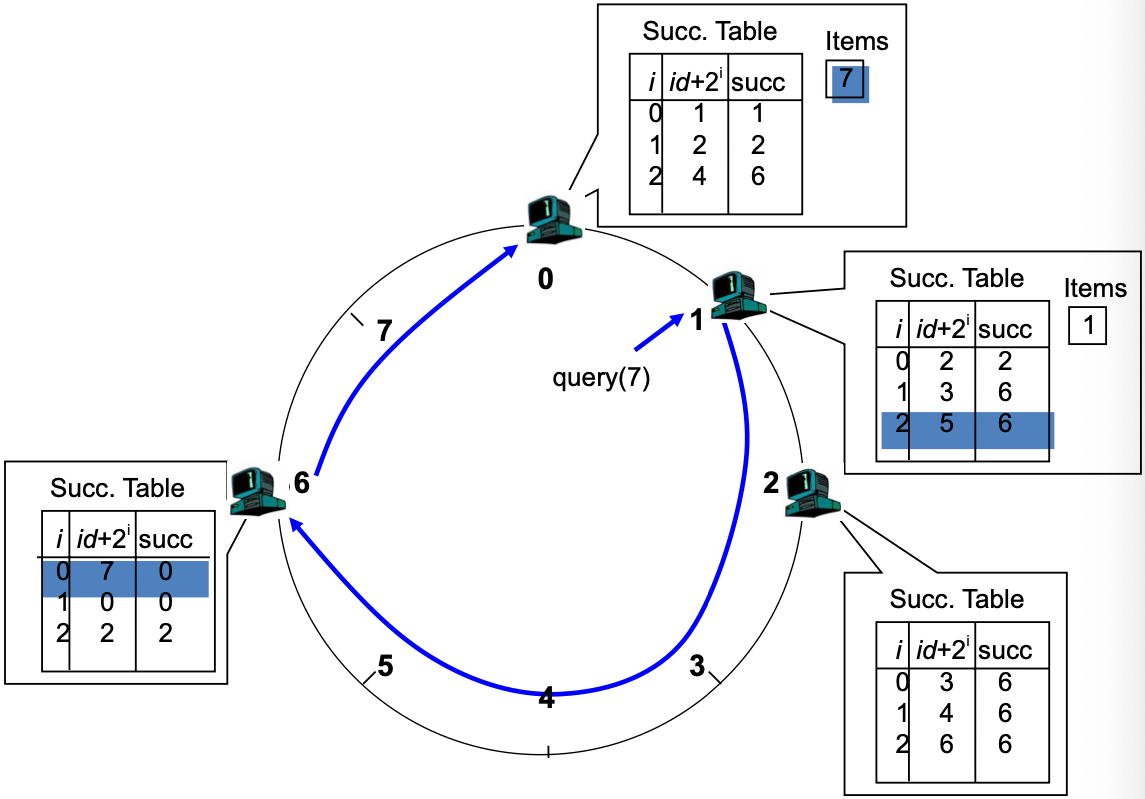 Succ. Table
Items
i id+2^i succ
7
0 1 1
1 2 2
2 4 6
0
Succ. Table
Items
i id+2^i succ
1
0 2 2
1 3 6
2 5 6
1
7
query(7)
6
2
Succ. Table
i id+2^i succ
0 7 0
1 0 0
2 2 2
Succ. Table
i id+2^i succ
0 3 6
1 4 6
2 6 6
5
3
4